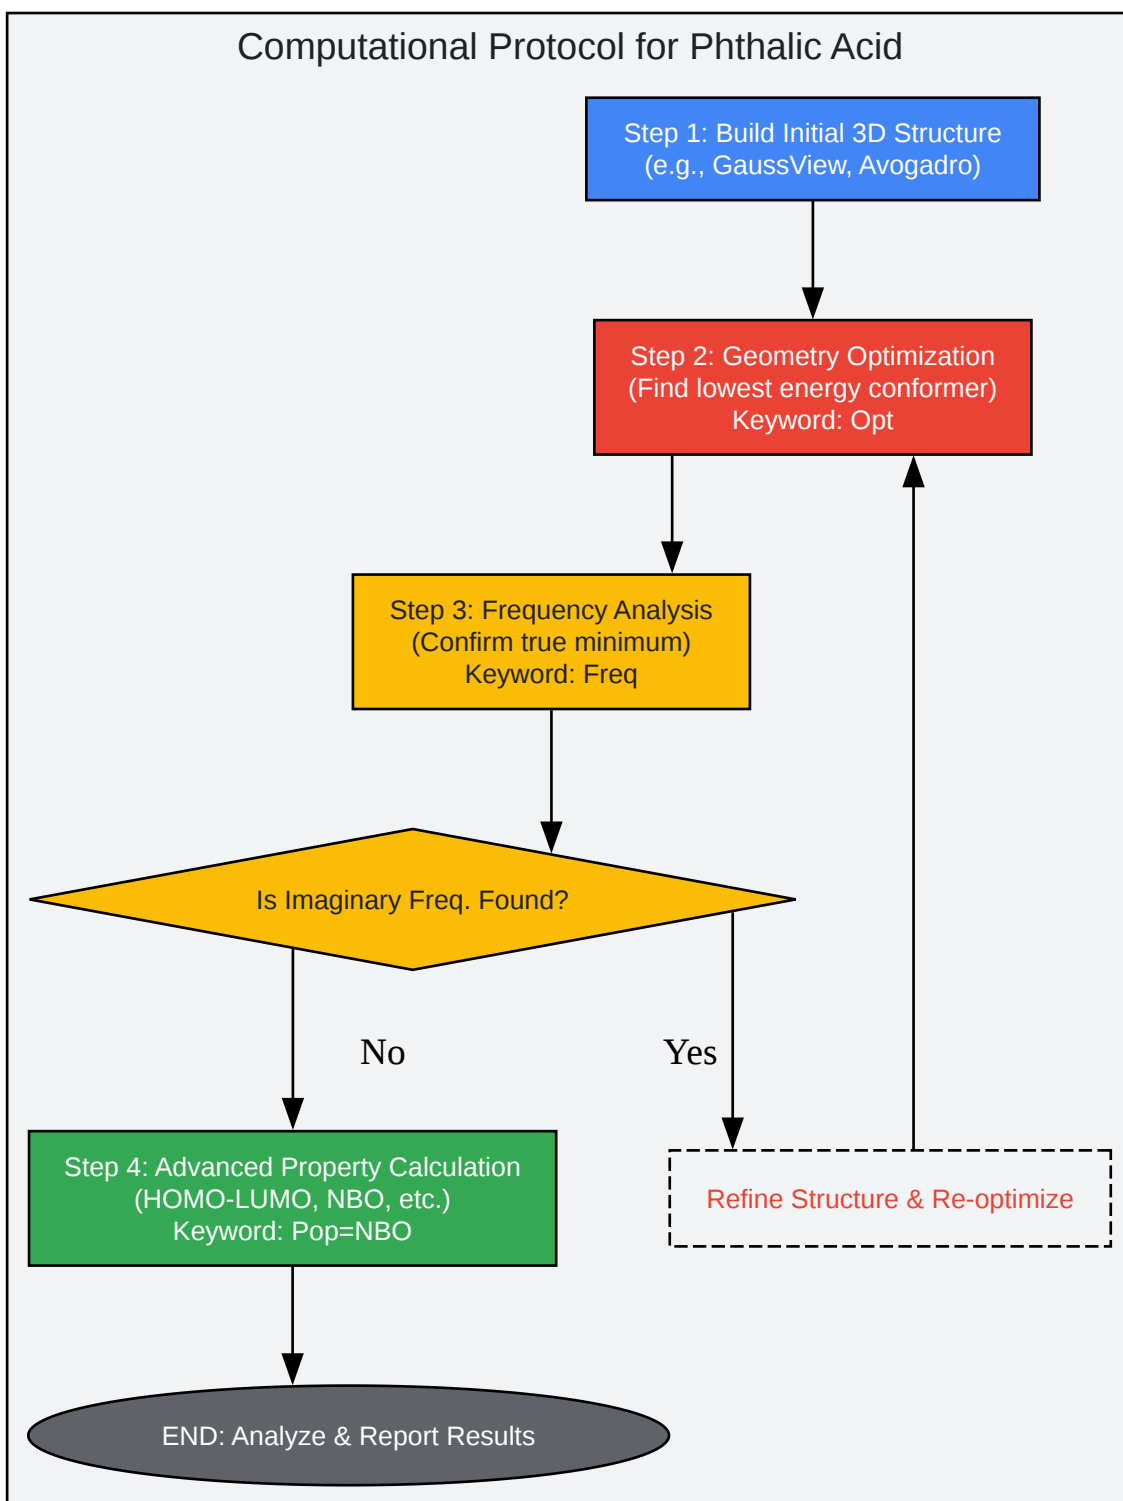 Computational Protocol for Phthalic Acid
Step 1: Build Initial 3D Structure
(e.g., GaussView, Avogadro)
Step 2: Geometry Optimization
(Find lowest energy conformer)
Keyword: Opt
Step 3: Frequency Analysis
(Confirm true minimum)
Keyword: Freq
Is Imaginary Freq. Found?
No
Yes
Step 4: Advanced Property Calculation
(HOMO-LUMO, NBO, etc.)
Keyword: Pop=NBO
Refine Structure & Re-optimize
END: Analyze & Report Results